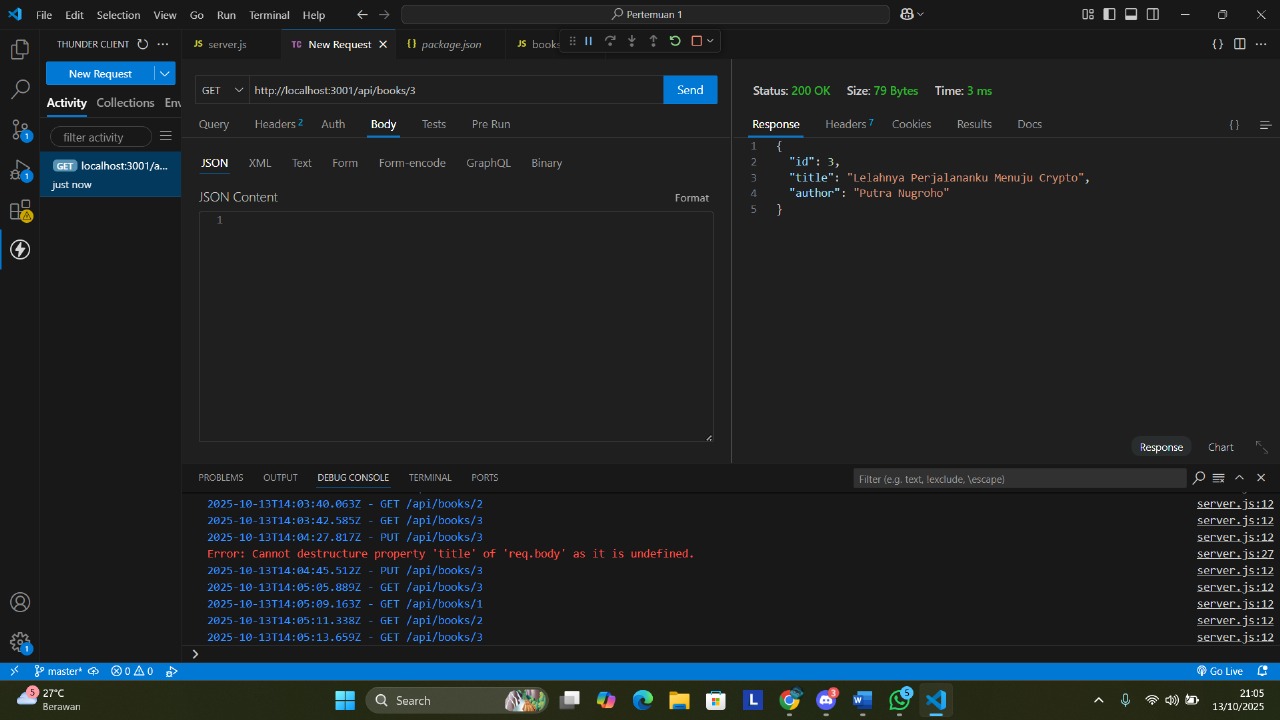 File Edit Selection View Go Run Terminal Help Pertemuan 1
THUNDER CLIENT ... JS server.js TC New Request {} package.json JS books
New Request
Activity Collections Env
filter activity
GET localhost:3001/a...
just now
GET http://localhost:3001/api/books/3 Send
Query Headers 2 Auth Body Tests Pre Run
JSON XML Text Form Form-encode GraphQL Binary
JSON Content Format
1
Status: 200 OK Size: 79 Bytes Time: 3 ms
Response Headers 7 Cookies Results Docs {}
1 {
2 "id": 3,
3 "title": "Lelahnya Perjalananku Menuju Crypto",
4 "author": "Putra Nugroho"
5 }
Response Chart
PROBLEMS OUTPUT DEBUG CONSOLE TERMINAL PORTS Filter (e.g. text, !exclude, \escape)
2025-10-13T14:03:40.063Z - GET /api/books/2 server.js:12
2025-10-13T14:03:42.585Z - GET /api/books/3 server.js:12
2025-10-13T14:04:27.817Z - PUT /api/books/3 server.js:12
Error: Cannot destructure property 'title' of 'req.body' as it is undefined. server.js:27
2025-10-13T14:04:45.512Z - PUT /api/books/3 server.js:12
2025-10-13T14:05:05.889Z - GET /api/books/3 server.js:12
2025-10-13T14:05:09.163Z - GET /api/books/1 server.js:12
2025-10-13T14:05:11.338Z - GET /api/books/2 server.js:12
2025-10-13T14:05:13.659Z - GET /api/books/3 server.js:12
master* 0 0 Go Live
5 27°C
Berawan
Search
3 5
21:05
13/10/2025